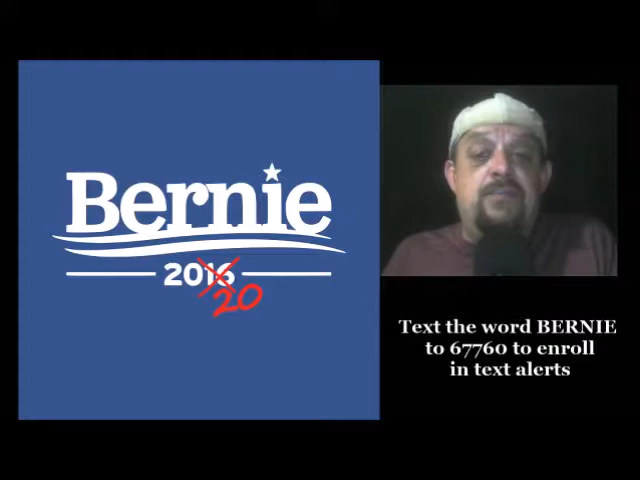 Bernie
2016
20
Text the word BERNIE
to 67760 to enroll
in text alerts